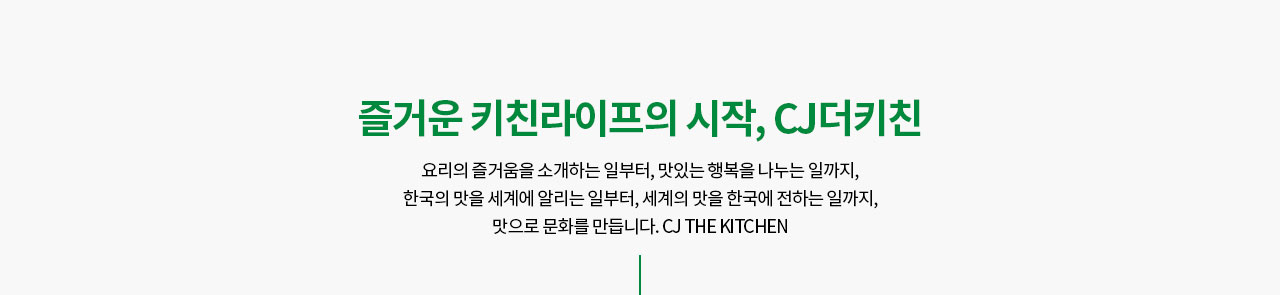 즐거운 키친라이프의 시작, CJ더키친
요리의 즐거움을 소개하는 일부터, 맛있는 행복을 나누는 일까지,
한국의 맛을 세계에 알리는 일부터, 세계의 맛을 한국에 전하는 일까지,
맛으로 문화를 만듭니다. CJ THE KITCHEN